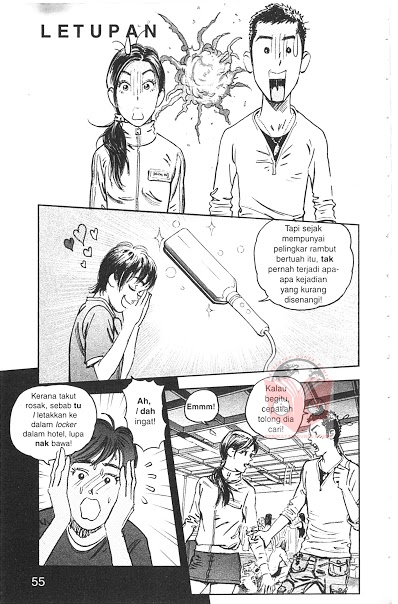 LETUPAN
Tapi sejak
mempunyai
pelingkar rambut
bertuah itu, tak
pernah terjadi apa-
apa kejadian
yang kurang
disenangi!
Kerana takut
rosak, sebab tu
I letakkan ke
dalam locker
dalam hotel, lupa
nak bawa!
Ah,
I dah
ingat!
Emmm!
Kalau
begitu,
cepatlah
tolong dia
cari!
55